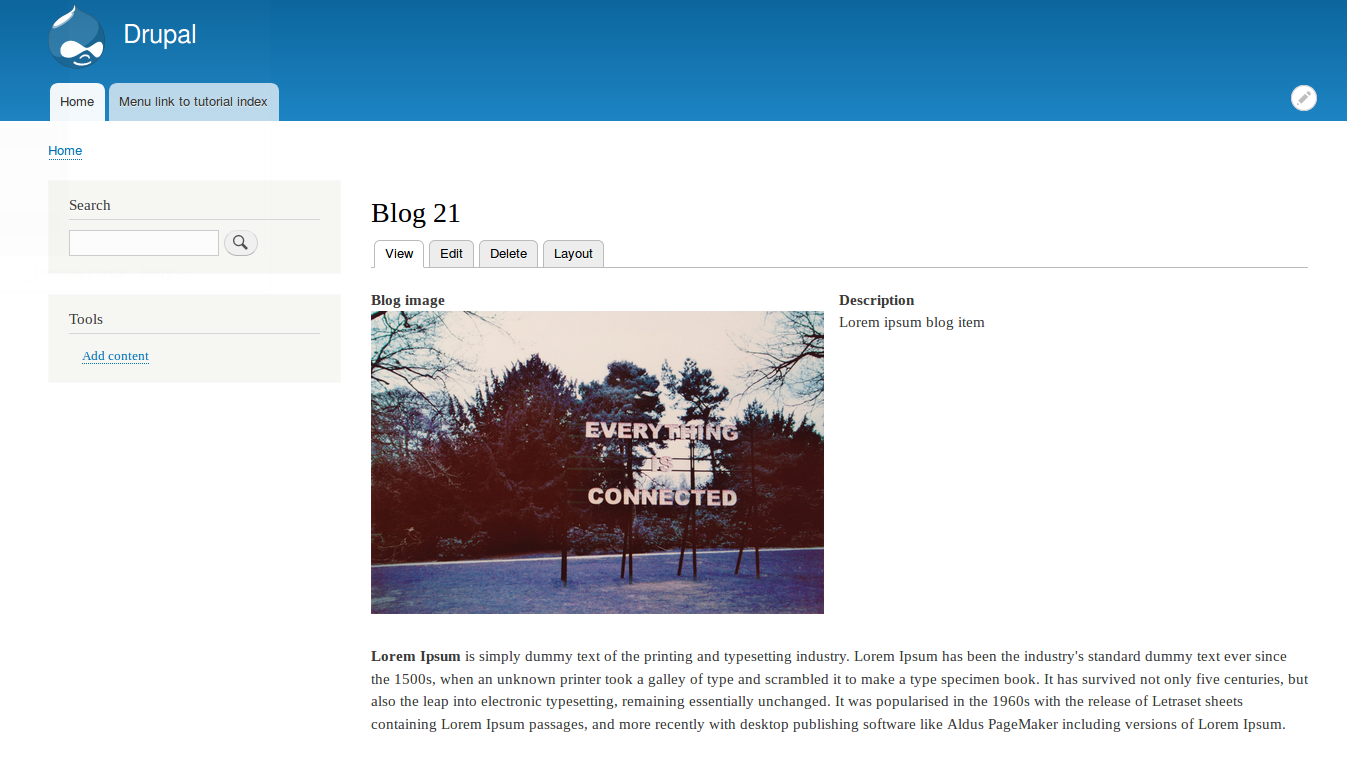 Drupal
Home
Menu link to tutorial index
Home
Search
Tools
Add content
Blog 21
View
Edit
Delete
Layout
Blog image
EVERYTHING
IS
CONNECTED
Description
Lorem ipsum blog item
Lorem Ipsum is simply dummy text of the printing and typesetting industry. Lorem Ipsum has been the industry's standard dummy text ever since
the 1500s, when an unknown printer took a galley of type and scrambled it to make a type specimen book. It has survived not only five centuries, but
also the leap into electronic typesetting, remaining essentially unchanged. It was popularised in the 1960s with the release of Letraset sheets
containing Lorem Ipsum passages, and more recently with desktop publishing software like Aldus PageMaker including versions of Lorem Ipsum.